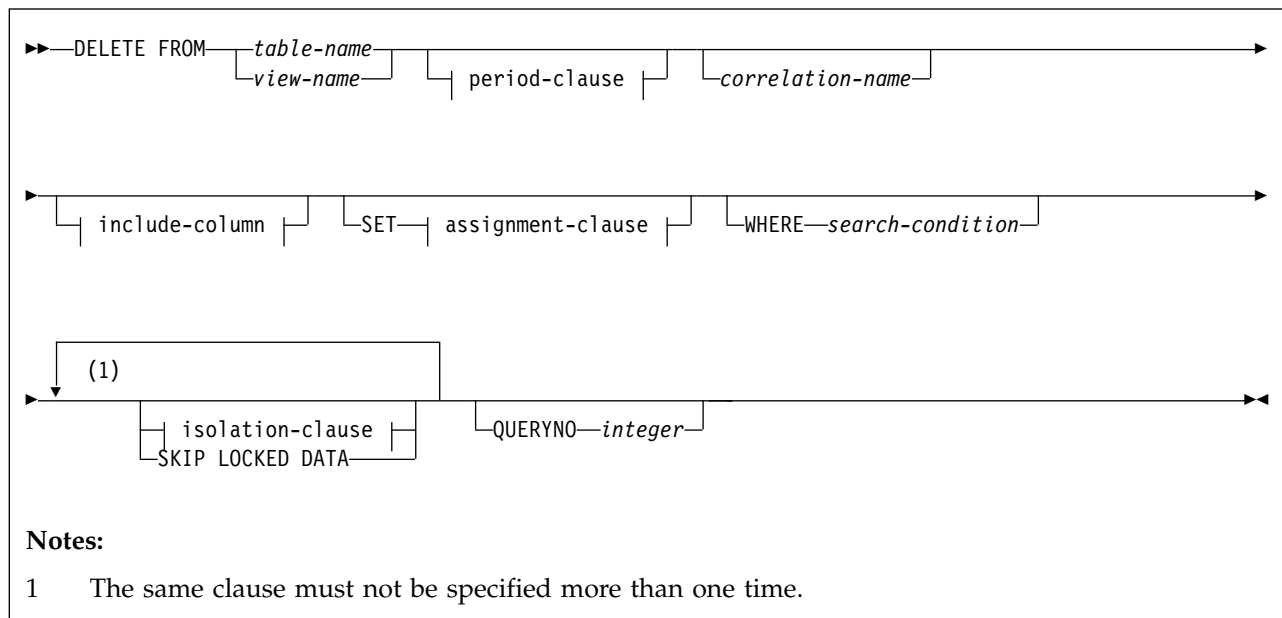 DELETE FROM table-name
view-name period-clause correlation-name
include-column SET assignment-clause WHERE search-condition
(1)
isolation-clause QUERYNO integer
SKIP LOCKED DATA
Notes:
1 The same clause must not be specified more than one time.